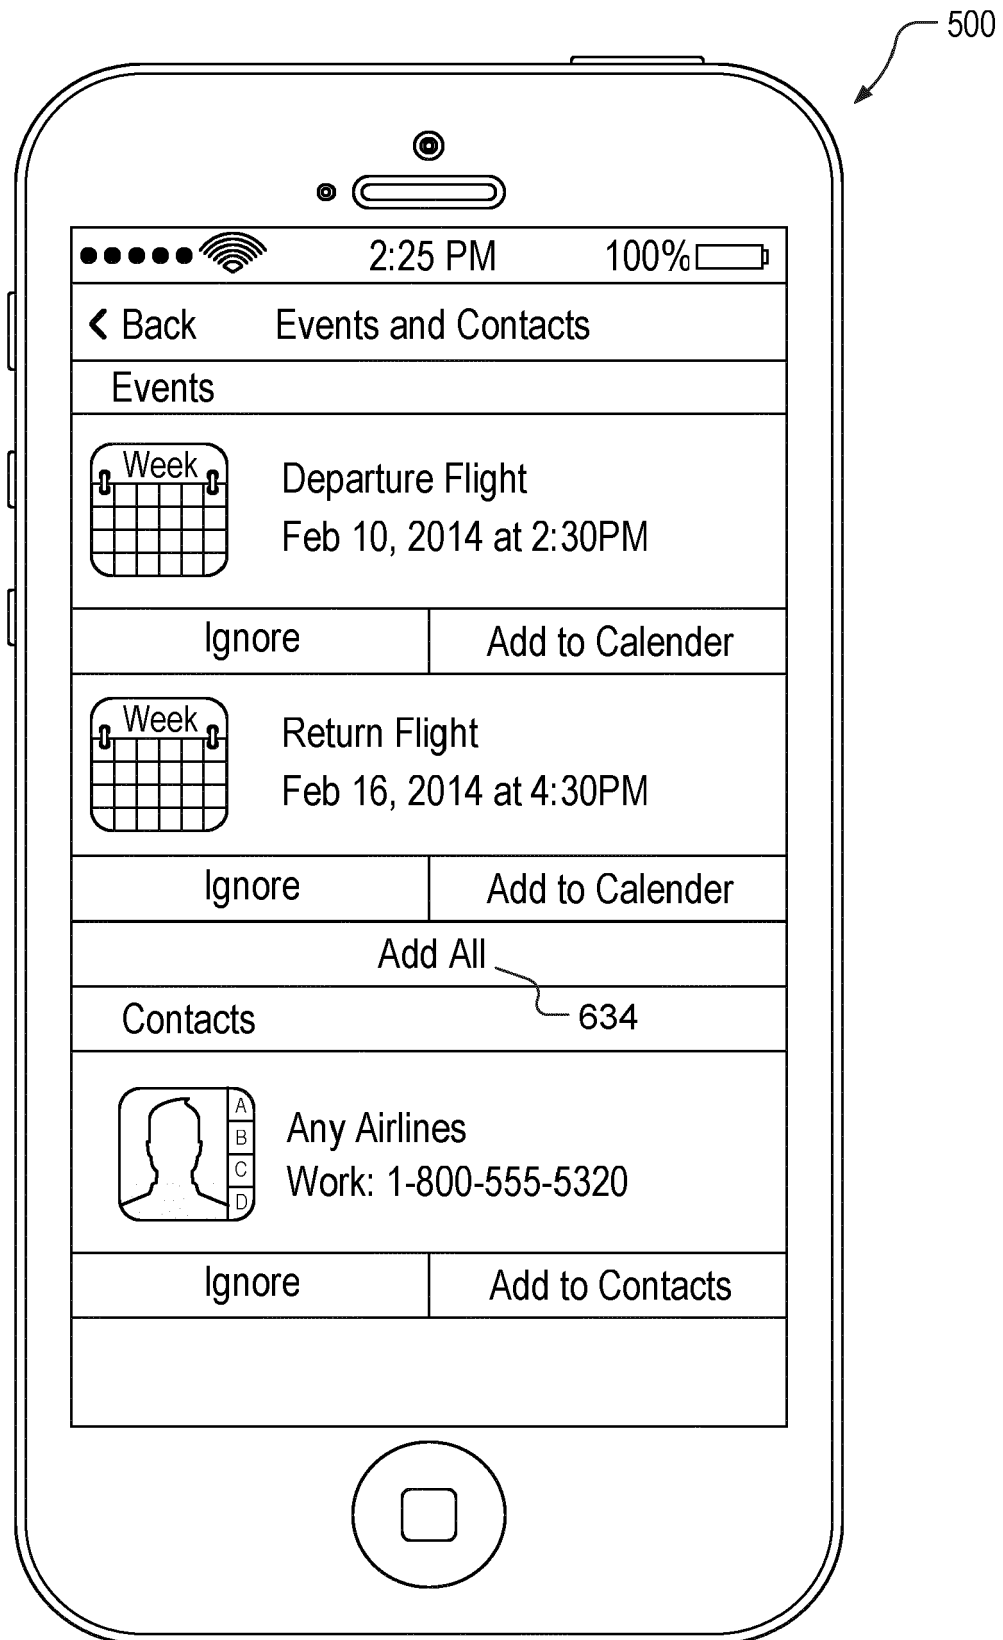 500
2:25 PM 100%
Back Events and Contacts
Events
Week
Departure Flight
Feb 10, 2014 at 2:30PM
Ignore Add to Calender
Week
Return Flight
Feb 16, 2014 at 4:30PM
Ignore Add to Calender
Add All
Contacts 634
A
B
C
D
Any Airlines
Work: 1-800-555-5320
Ignore Add to Contacts